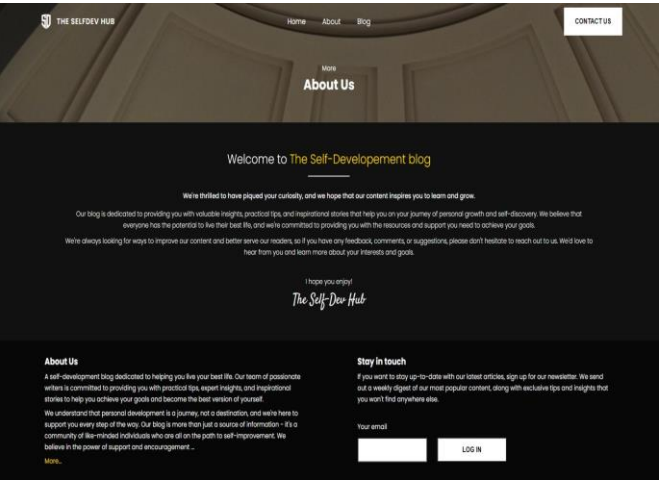 SD THE SELFDEV HUB
Home About Blog
CONTACT US
More
About Us
Welcome to The Self-Developement blog
We're thrilled to have piqued your curiosity, and we hope that our content inspires you to learn and grow.
Our blog is dedicated to providing you with valuable insights, practical tips, and inspirational stories that help you on your journey of personal growth and self-discovery. We believe that
everyone has the potential to live their best life, and we're committed to providing you with the resources and support you need to achieve your goals.
We're always looking for ways to improve our content and better serve our readers, so if you have any feedback, comments, or suggestions, please don't hesitate to reach out to us. We'd love to
hear from you and learn more about your interests and goals.
I hope you enjoy!
The Self-Dev Hub
About Us
A self-development blog dedicated to helping you live your best life. Our team of passionate
writers is committed to providing you with practical tips, expert insights, and inspirational
stories to help you achieve your goals and become the best version of yourself.
We understand that personal development is a journey, not a destination, and we're here to
support you every step of the way. Our blog is more than just a source of information - it's a
community of like-minded individuals who are all on the path to self-improvement. We
believe in the power of support and encouragement ...
More...
Stay in touch
If you want to stay up-to-date with our latest articles, sign up for our newsletter. We send
out a weekly digest of our most popular content, along with exclusive tips and insights that
you won't find anywhere else.
Your email
LOG IN